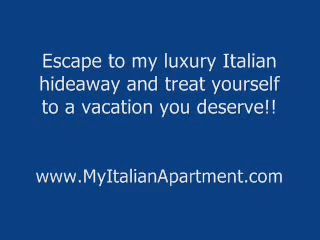 Escape to my luxury Italian
hideaway and treat yourself
to a vacation you deserve!!
www.MyItalianApartment.com